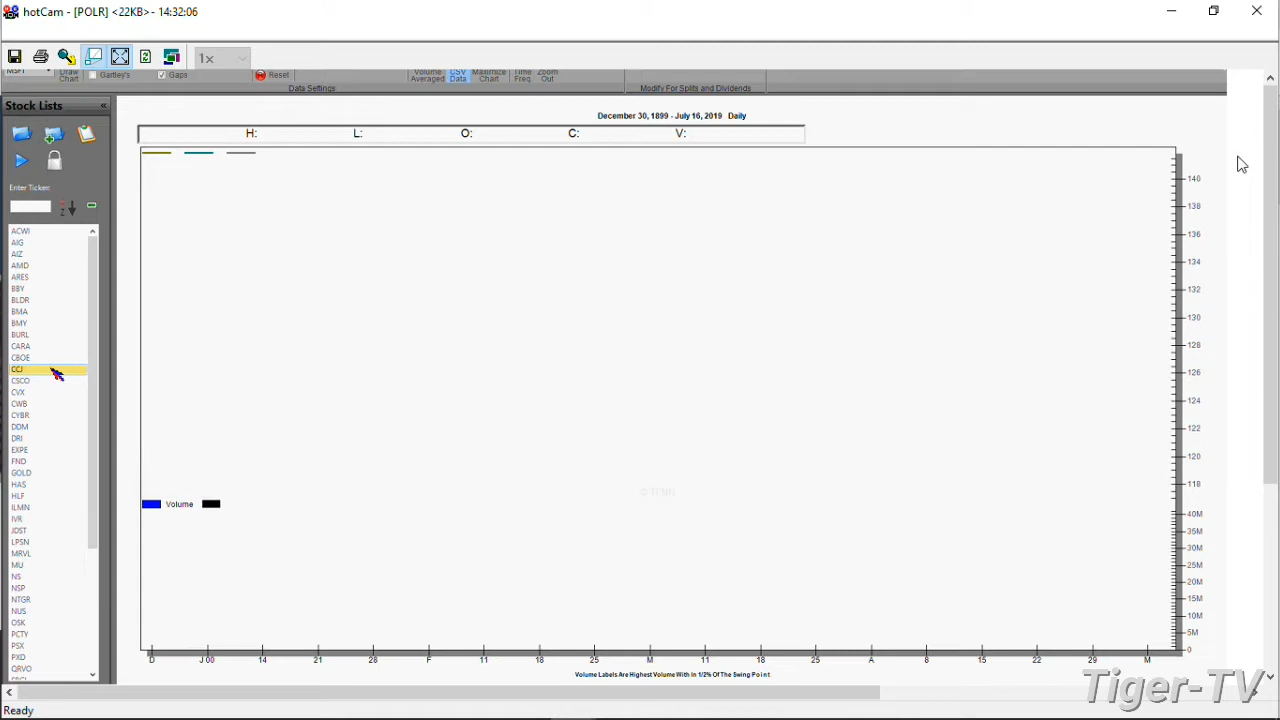 hotCam - [POLR] <22KB>- 14:32:06
1x
MSFT
Draw Chart
Gartley's
Gaps
Reset
Volume Averaged
CSV Data
Maximize Chart
Time Freq
Zoom Out
Data Settings
Modify For Splits and Dividends
Stock Lists
«
December 30, 1899 - July 16, 2019 Daily
H: L: O: C: V:
Enter Ticker:
ACWI
AIG
AIZ
AMD
ARES
BBY
BLDR
BMA
BMY
BURL
CARA
CBOE
CCJ
CSCO
CVX
CWB
CYBR
DDM
DRI
EXPE
FND
GOLD
HAS
HLF
ILMN
IVR
JDST
LPSN
MRVL
MU
NS
NSP
NTGR
NUS
OSK
PCTY
PSX
PXD
QRVO
140
138
136
134
132
130
128
126
124
122
120
118
40M
35M
30M
25M
20M
15M
10M
5M
0
Volume
D J 00 14 21 28 F 11 18 25 M 11 18 25 A 8 15 22 29 M
Volume Labels Are Highest Volume With In 1/2% Of The Swing Point
Tiger-TV
Ready